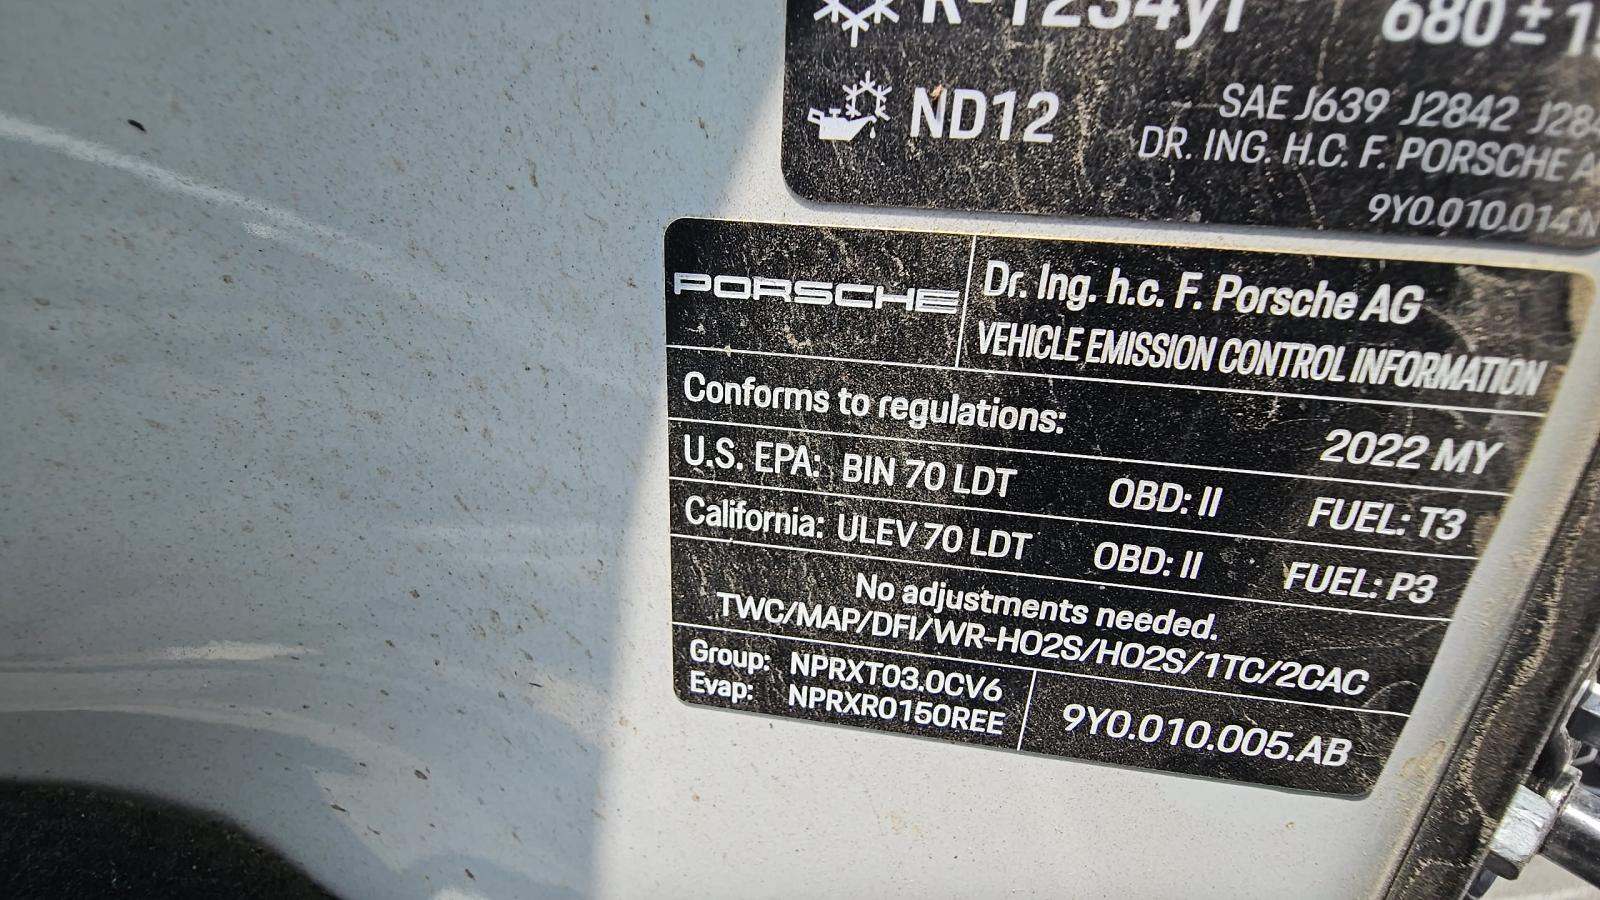 R-1234yf 680 ±
ND12
SAE J639 J2842
DR. ING. H.C. F. PORSCHE
9Y0.010.014.
PORSCHE
Dr. Ing. h.c. F. Porsche AG
VEHICLE EMISSION CONTROL INFORMATION
Conforms to regulations: 2022 MY
U.S. EPA: BIN 70 LDT OBD: II FUEL: T3
California: ULEV 70 LDT OBD: II FUEL: P3
No adjustments needed.
TWC/MAP/DFI/WR-HO2S/HO2S/1TC/2CAC
Group: NPRXT03.0CV6
Evap: NPRXR0150REE
9Y0.010.005.AB